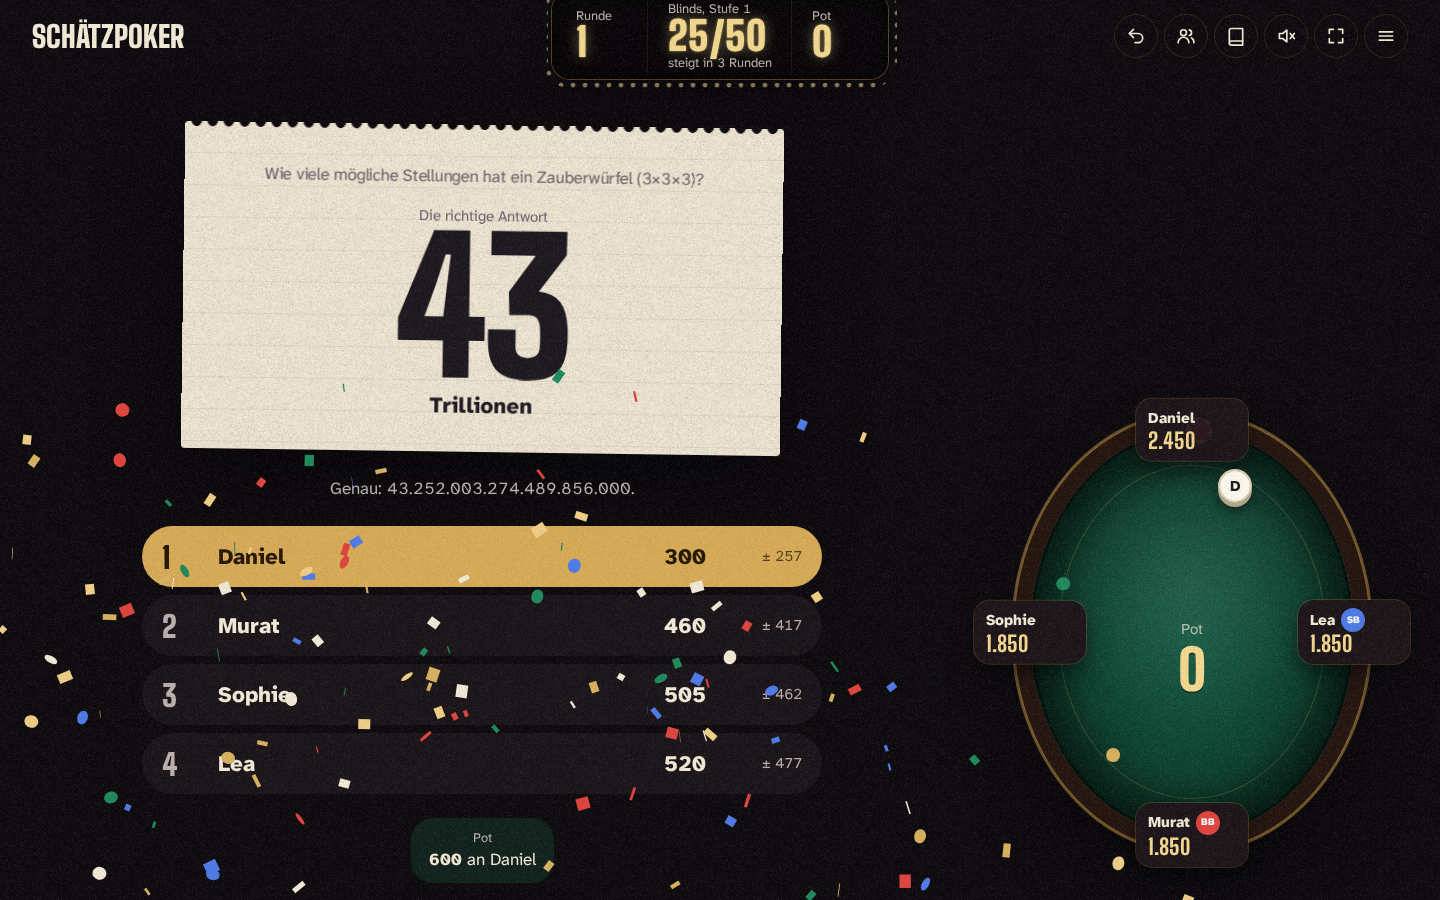 SCHÄTZPOKER
Runde
1
Blinds, Stufe 1
25/50
steigt in 3 Runden
Pot
0
Wie viele mögliche Stellungen hat ein Zauberwürfel (3×3×3)?
Die richtige Antwort
43
Trillionen
Genau: 43.252.003.274.489.856.000.
1 Daniel 300 ± 257
2 Murat 460 ± 417
3 Sophie 505 ± 462
4 Lea 520 ± 477
Pot
600 an Daniel
Daniel
2.450
D
Sophie
1.850
Lea SB
1.850
Pot
0
Murat BB
1.850